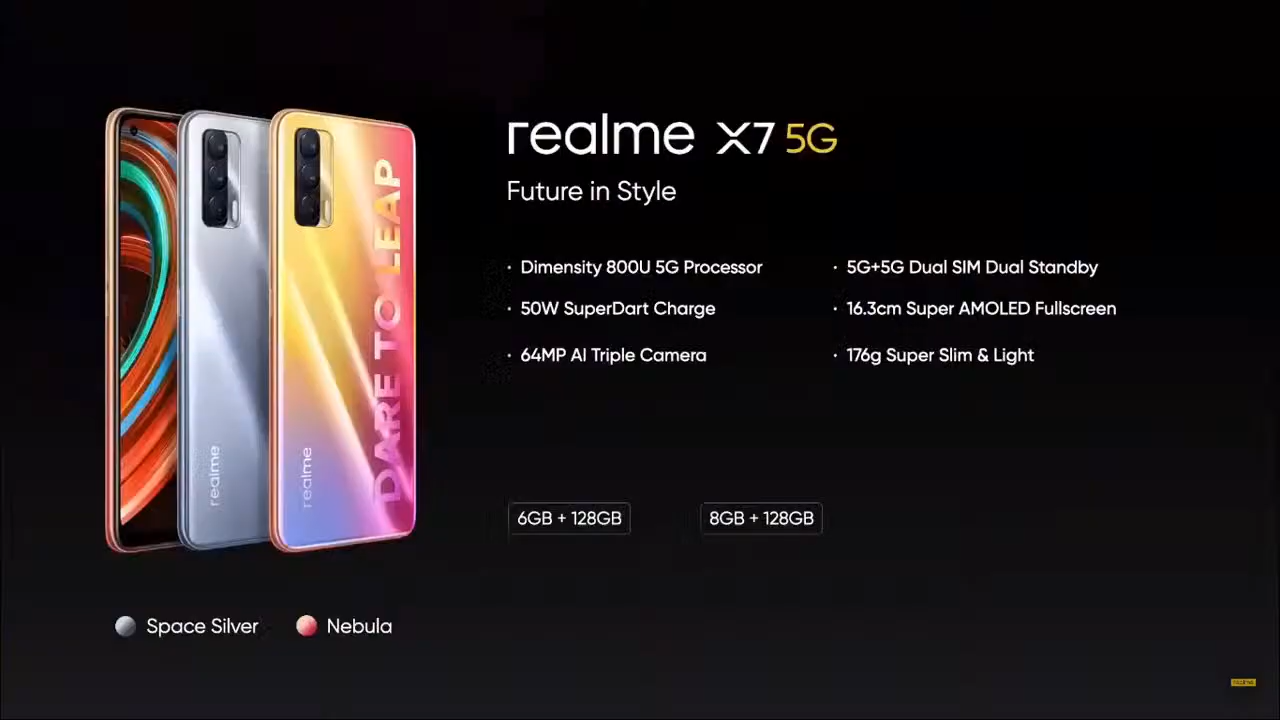 realme X7 5G
Future in Style
· Dimensity 800U 5G Processor
· 50W SuperDart Charge
· 64MP AI Triple Camera
· 5G+5G Dual SIM Dual Standby
· 16.3cm Super AMOLED Fullscreen
· 176g Super Slim & Light
6GB + 128GB
8GB + 128GB
realme
realme
DARE TO LEAP
Space Silver
Nebula
realme